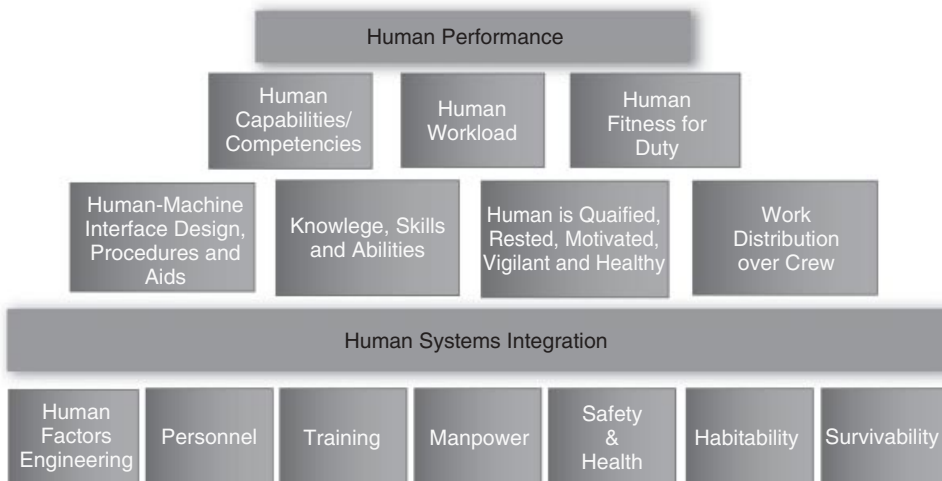 Human Performance
Human
Capabilities/
Competencies
Human
Workload
Human
Fitness for
Duty
Human-Machine
Interface Design,
Procedures and
Aids
Knowlege, Skills
and Abilities
Human is Quaified,
Rested, Motivated,
Vigilant and Healthy
Work
Distribution
over Crew
Human Systems Integration
Human
Factors
Engineering
Personnel
Training
Manpower
Safety
&
Health
Habitability
Survivability